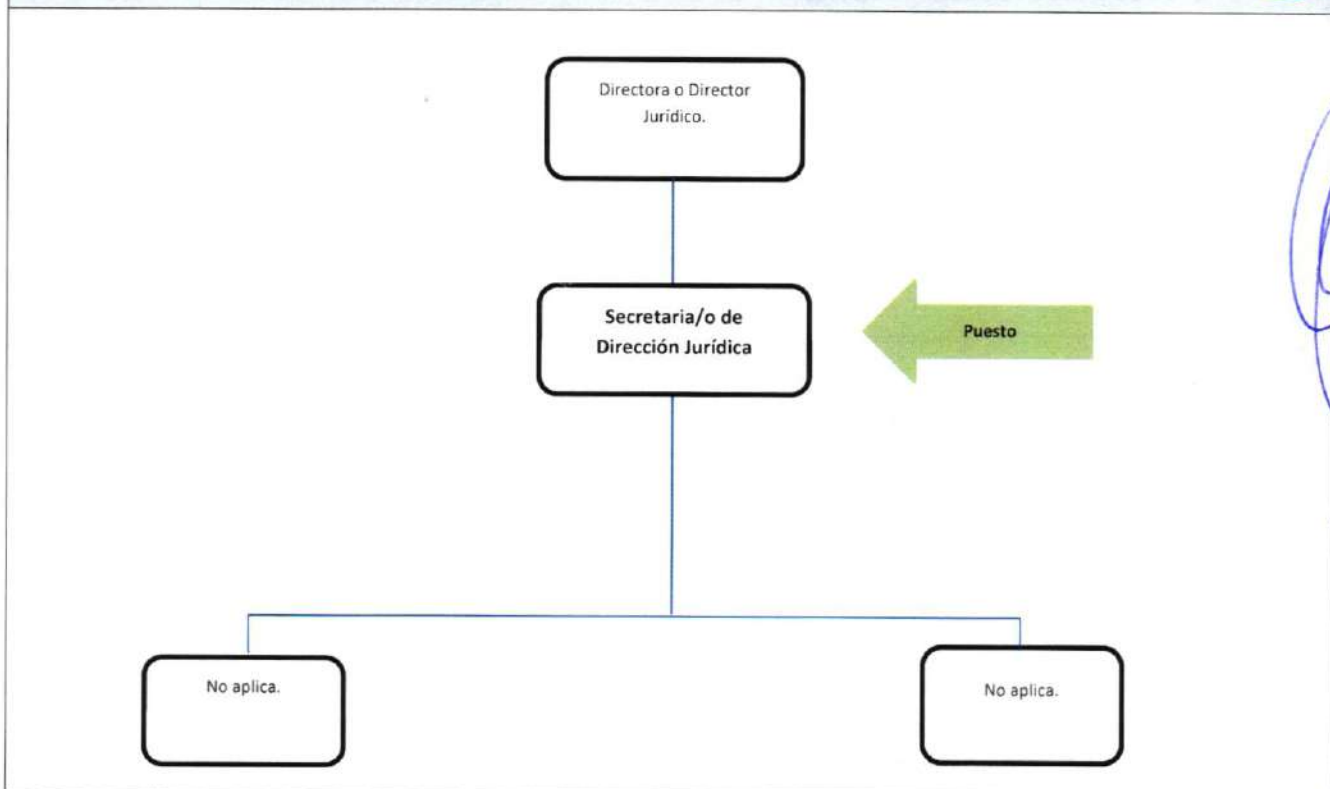 Directora o Director
Jurídico.
Secretaria/o de
Dirección Jurídica
Puesto
No aplica.
No aplica.